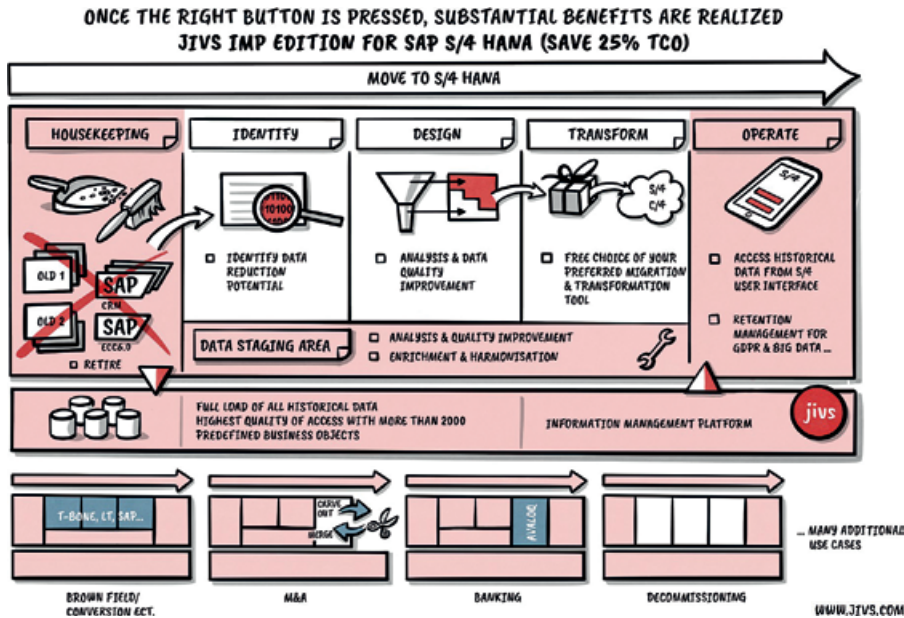 ONCE THE RIGHT BUTTON IS PRESSED, SUBSTANTIAL BENEFITS ARE REALIZED
JIVS IMP EDITION FOR SAP S/4 HANA (SAVE 25% TCO)
MOVE TO S/4 HANA
HOUSEKEEPING
OLD 1
SAP
CRM
OLD 2
SAP
ECC6.0
RETIRE
IDENTIFY
10100
IDENTIFY DATA
REDUCTION
POTENTIAL
DESIGN
ANALYSIS & DATA
QUALITY
IMPROVEMENT
TRANSFORM
S/4
C/4
FREE CHOICE OF YOUR
PREFERRED MIGRATION
& TRANSFORMATION
TOOL
OPERATE
S/4
ACCESS HISTORICAL
DATA FROM S/4
USER INTERFACE
RETENTION
MANAGEMENT FOR
GDPR & BIG DATA ...
DATA STAGING AREA
ANALYSIS & QUALITY IMPROVEMENT
ENRICHMENT & HARMONISATION
FULL LOAD OF ALL HISTORICAL DATA
HIGHEST QUALITY OF ACCESS WITH MORE THAN 2000
PREDEFINED BUSINESS OBJECTS
INFORMATION MANAGEMENT PLATFORM
jivs
T-BONE, LT, SAP...
BROWN FIELD/
CONVERSION ECT.
CARVE
OUT
MERGE
M&A
AVALOQ
BANKING
DECOMMISSIONING
... MANY ADDITIONAL
USE CASES
WWW.JIVS.COM